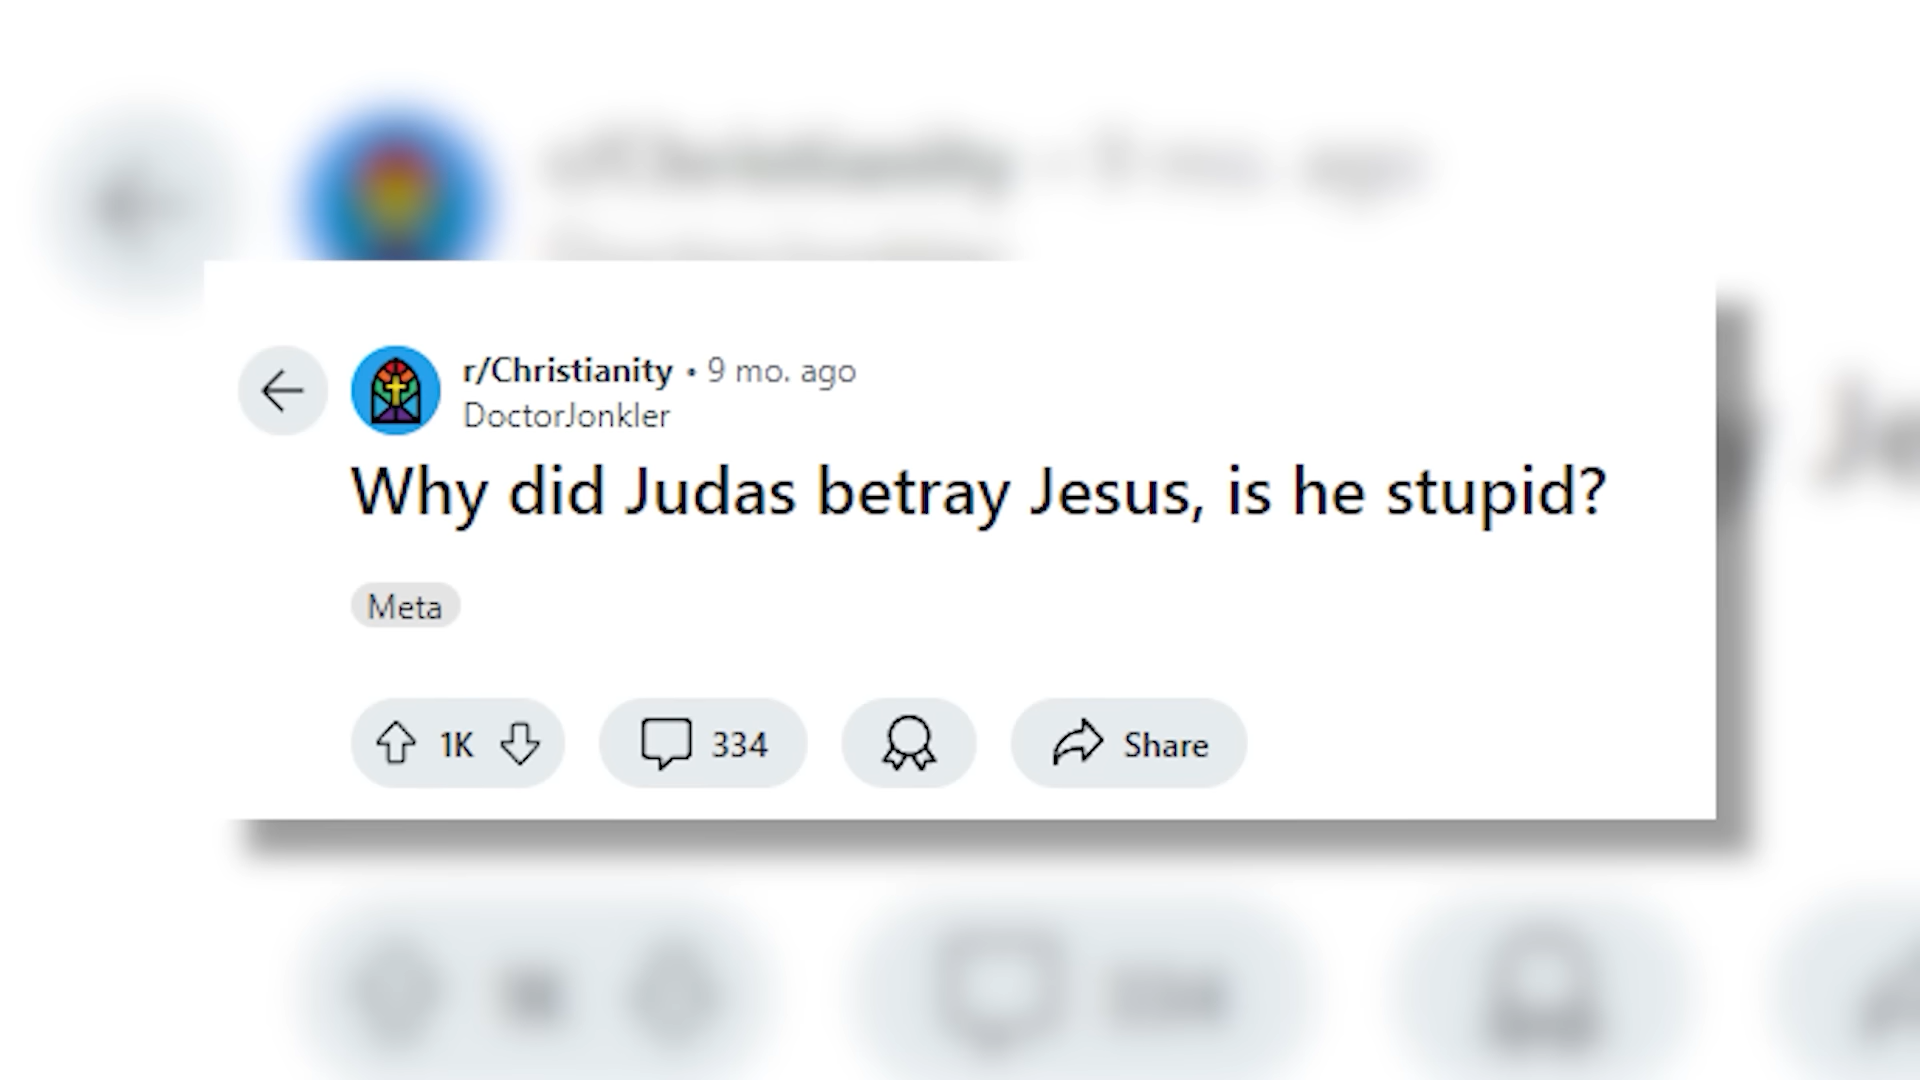 r/Christianity • 9 mo. ago
DoctorJonkler
Why did Judas betray Jesus, is he stupid?
Meta
1K
334
Share